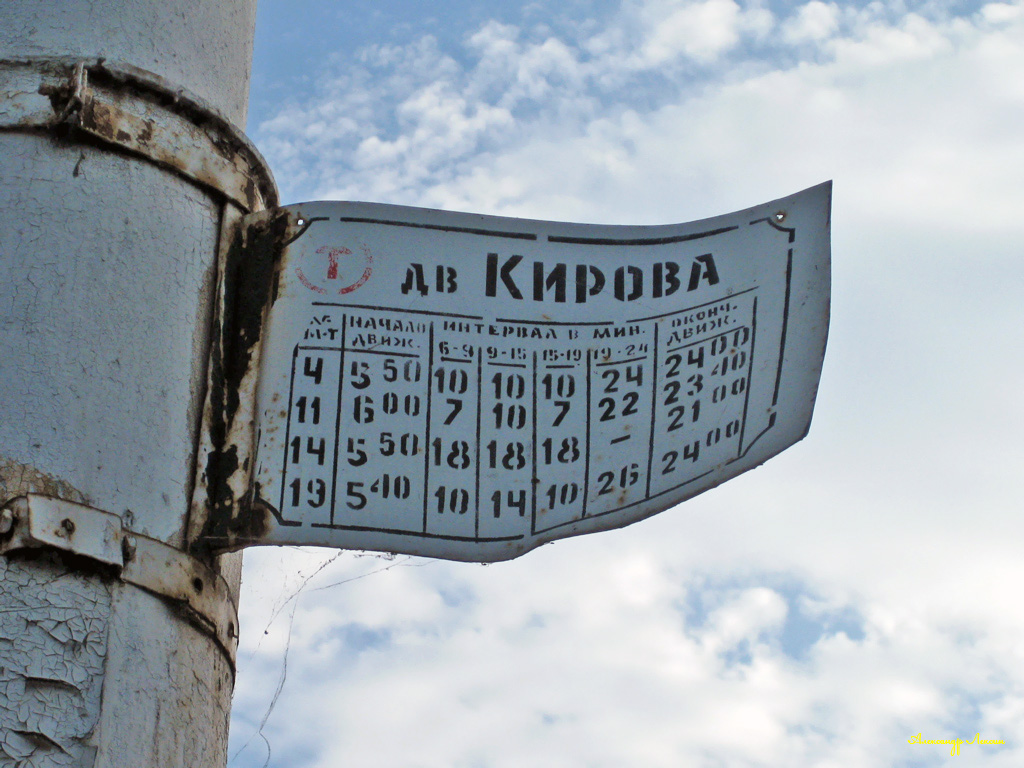 Т ДВ КИРОВА
№ М-Т НАЧАЛО ДВИЖ. ИНТЕРВАЛ В МИН. ОКОНЧ. ДВИЖ.
6-9 9-15 15-19 19-24
4 5 50 10 10 10 24 24 00
11 6 00 7 10 7 22 23 40
14 5 50 18 18 18 – 21 00
19 5 40 10 14 10 26 24 00